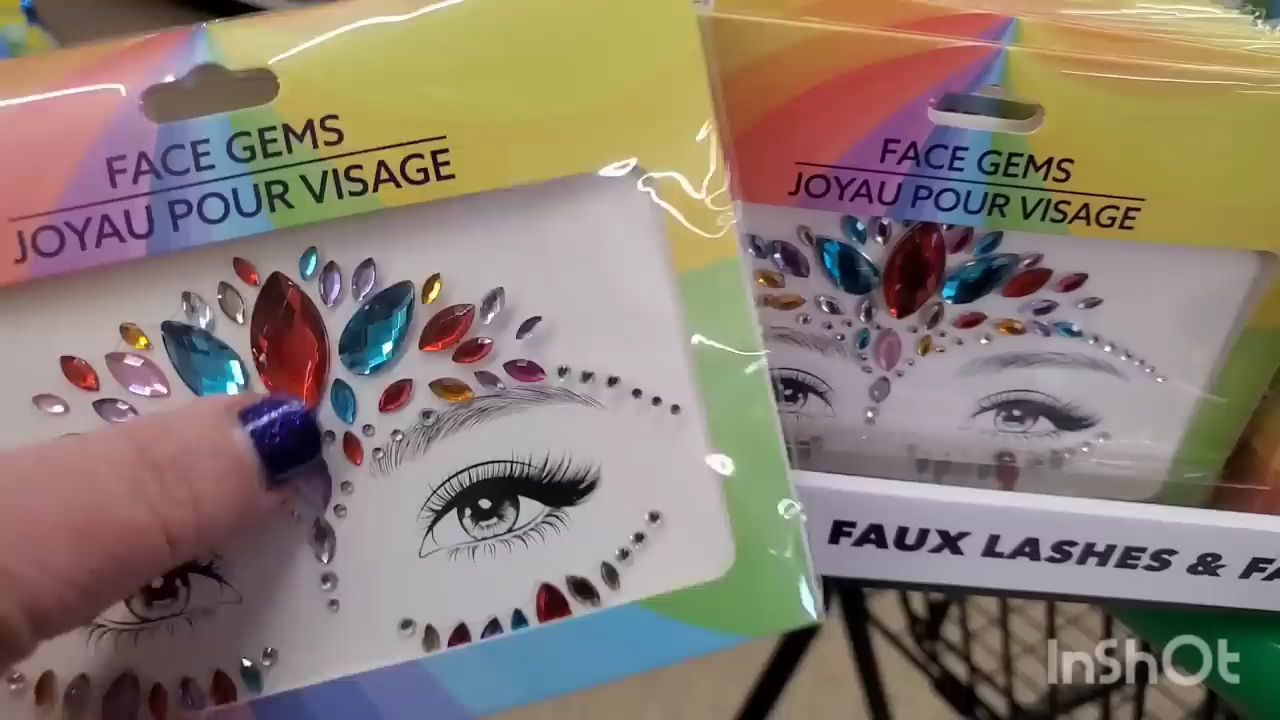 FACE GEMS
JOYAU POUR VISAGE
FACE GEMS
JOYAU POUR VISAGE
FAUX LASHES &
InShOt